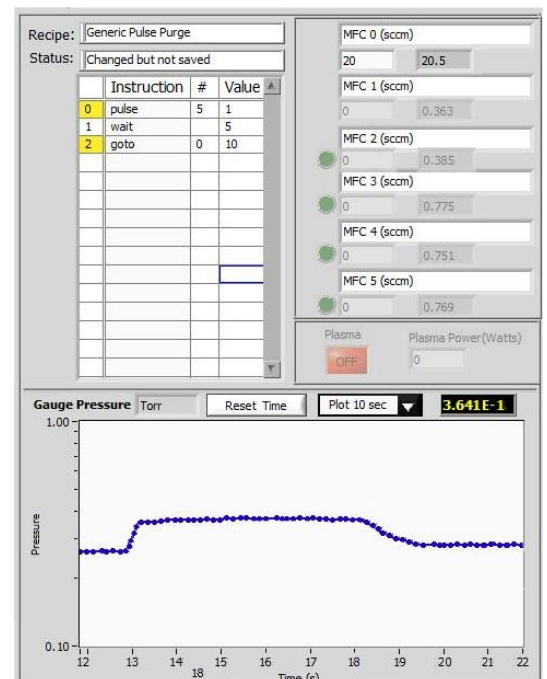 Recipe: Generic Pulse Purge
Status: Changed but not saved
Instruction # Value
0 pulse 5 1
1 wait 5
2 goto 0 10
MFC 0 (sccm)
20 20.5
MFC 1 (sccm)
0 0.363
MFC 2 (sccm)
0 0.385
MFC 3 (sccm)
0 0.775
MFC 4 (sccm)
0 0.751
MFC 5 (sccm)
0 0.769
Plasma Plasma Power(Watts)
OFF 0
Gauge Pressure Torr Reset Time Plot 10 sec 3.641E-1
1.00
Pressure
0.10
12 13 14 15 16 17 18 19 20 21 22
18
Time (s)